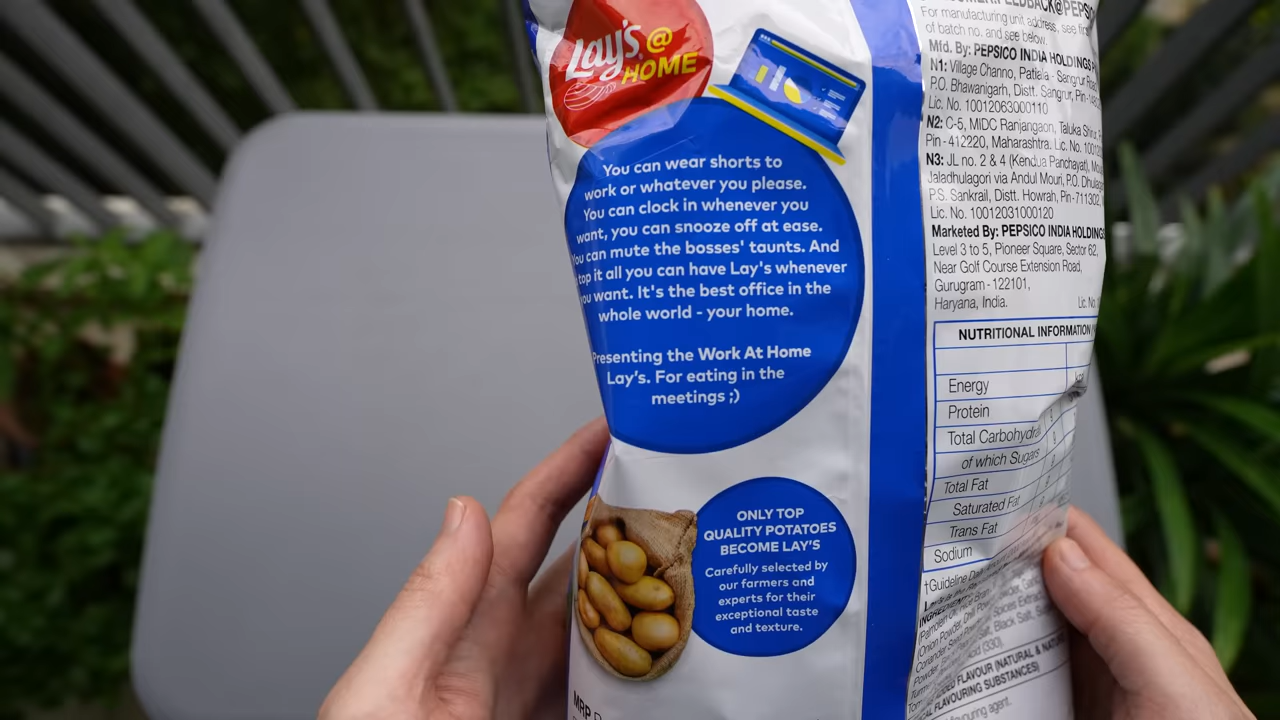 Lay's @
HOME
You can wear shorts to
work or whatever you please.
You can clock in whenever you
want, you can snooze off at ease.
You can mute the bosses' taunts. And
top it all you can have Lay's whenever
you want. It's the best office in the
whole world - your home.
Presenting the Work At Home
Lay's. For eating in the
meetings ;)
ONLY TOP
QUALITY POTATOES
BECOME LAY'S
Carefully selected by
our farmers and
experts for their
exceptional taste
and texture.
MRP
For manufacturing unit address, see
of batch no. and see below.
Mfd. By: PEPSICO INDIA HOLDINGS
N1: Village Channo, Patiala - Sangrur
P.O. Bhawanigarh, Distt. Sangrur,
Lic. No. 10012063000110
N2: C-5, MIDC Ranjangaon, Taluka
Pin - 412220, Maharashtra. Lic. No.
N3: JL no. 2 & 4 (Kendua Panchayat),
Jaladhulagori via Andul Mouri, P.O.
P.S. Sankrail, Distt. Howrah, Pin-711302,
Lic. No. 10012031000120
Marketed By: PEPSICO INDIA HOLDINGS
Level 3 to 5, Pioneer Square, Sector 62,
Near Golf Course Extension Road,
Gurugram - 122101,
Haryana, India.
Lic. No.
NUTRITIONAL INFORMATION
Energy
Protein
Total
of which Sugars
Total Fat
Saturated Fat
Trans Fat
Sodium
†Guideline
FLAVOUR (NATURAL &
FLAVOURING SUBSTANCES)
flavouring agent.